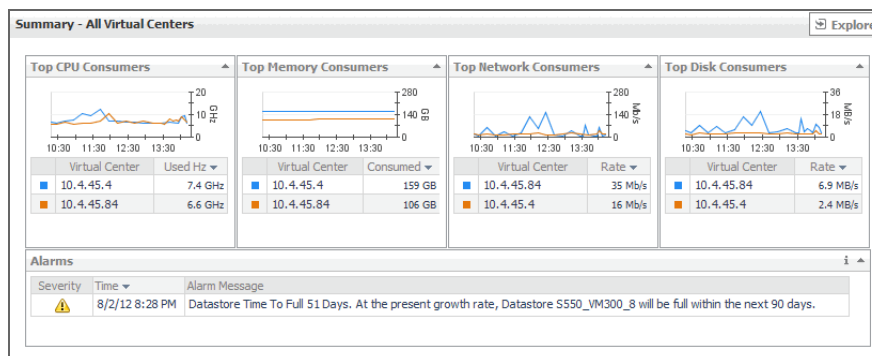 Summary - All Virtual Centers
Explore
Top CPU Consumers
20
10
0
GHz
10:30 11:30 12:30 13:30
Virtual Center Used Hz
10.4.45.4 7.4 GHz
10.4.45.84 6.6 GHz
Top Memory Consumers
280
140
0
GB
10:30 11:30 12:30 13:30
Virtual Center Consumed
10.4.45.4 159 GB
10.4.45.84 106 GB
Top Network Consumers
280
140
0
Mb/s
10:30 11:30 12:30 13:30
Virtual Center Rate
10.4.45.84 35 Mb/s
10.4.45.4 16 Mb/s
Top Disk Consumers
36
18
0
MB/s
10:30 11:30 12:30 13:30
Virtual Center Rate
10.4.45.84 6.9 MB/s
10.4.45.4 2.4 MB/s
Alarms
i
Severity Time Alarm Message
8/2/12 8:28 PM Datastore Time To Full 51 Days. At the present growth rate, Datastore S550_VM300_8 will be full within the next 90 days.